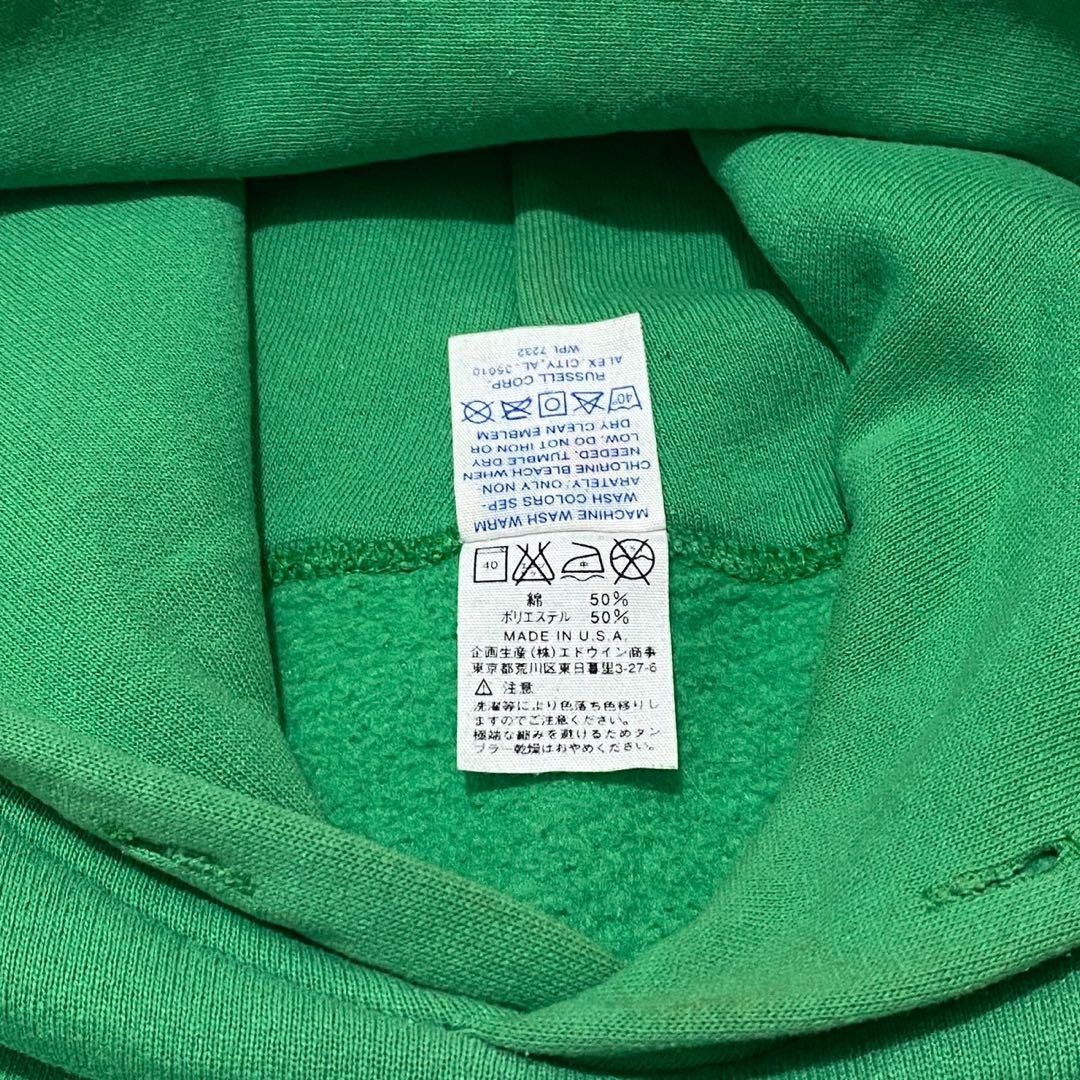 MACHINE WASH WARM
WASH COLORS SEP-
ARATELY, ONLY NON-
CHLORINE BLEACH WHEN
NEEDED. TUMBLE DRY
LOW. DO NOT IRON OR
DRY CLEAN EMBLEM
40°
RUSSELL CORP.
ALEX. CITY, AL. 35010
WPL 7232
40 中
綿 50%
ポリエステル 50%
MADE IN U.S.A.
企画生産(株)エドウイン商事
東京都荒川区東日暮里3-27-6
⚠ 注意
洗濯等により色落ち色移りし
ますのでご注意ください。
極端な縮みを避けるためタン
ブラー乾燥はおやめください。